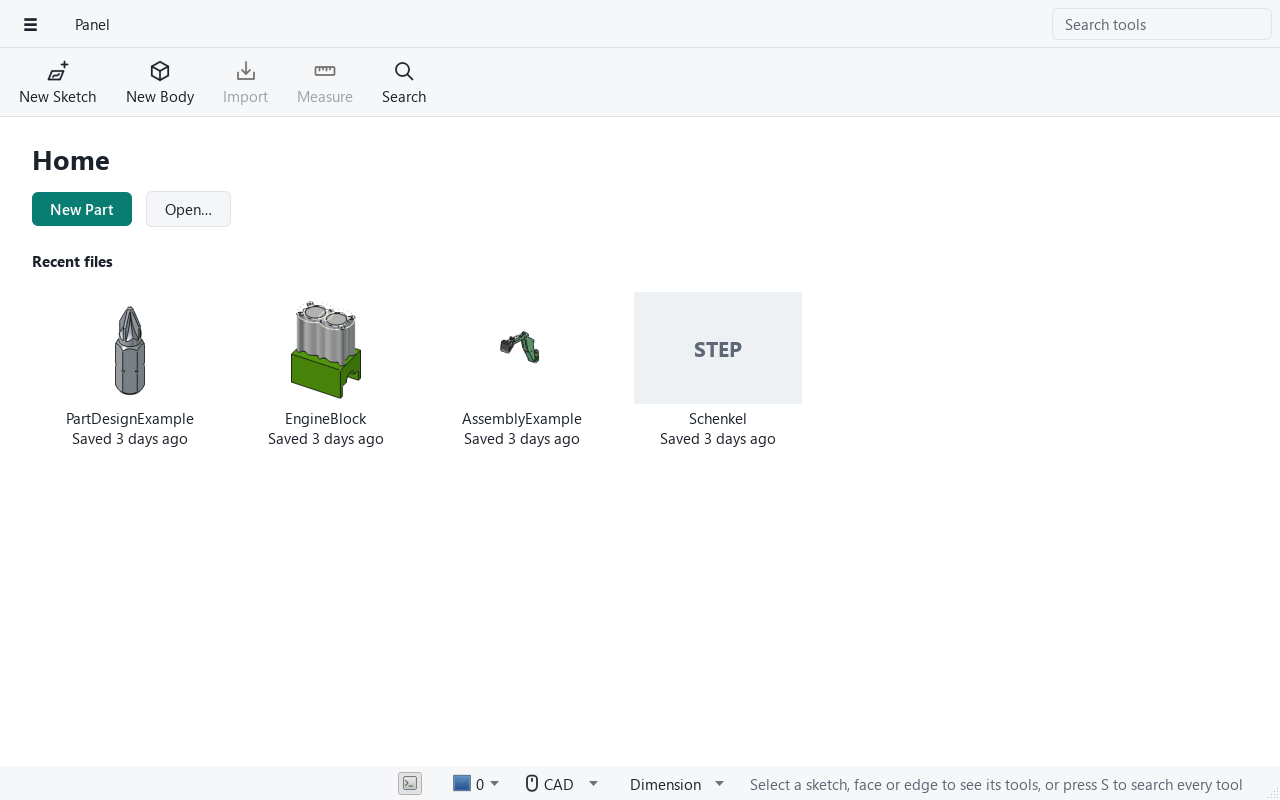 Panel
Search tools
New Sketch
New Body
Import
Measure
Search
Home
New Part
Open...
Recent files
STEP
PartDesignExample
Saved 3 days ago
EngineBlock
Saved 3 days ago
AssemblyExample
Saved 3 days ago
Schenkel
Saved 3 days ago
0
CAD
Dimension
Select a sketch, face or edge to see its tools, or press S to search every tool